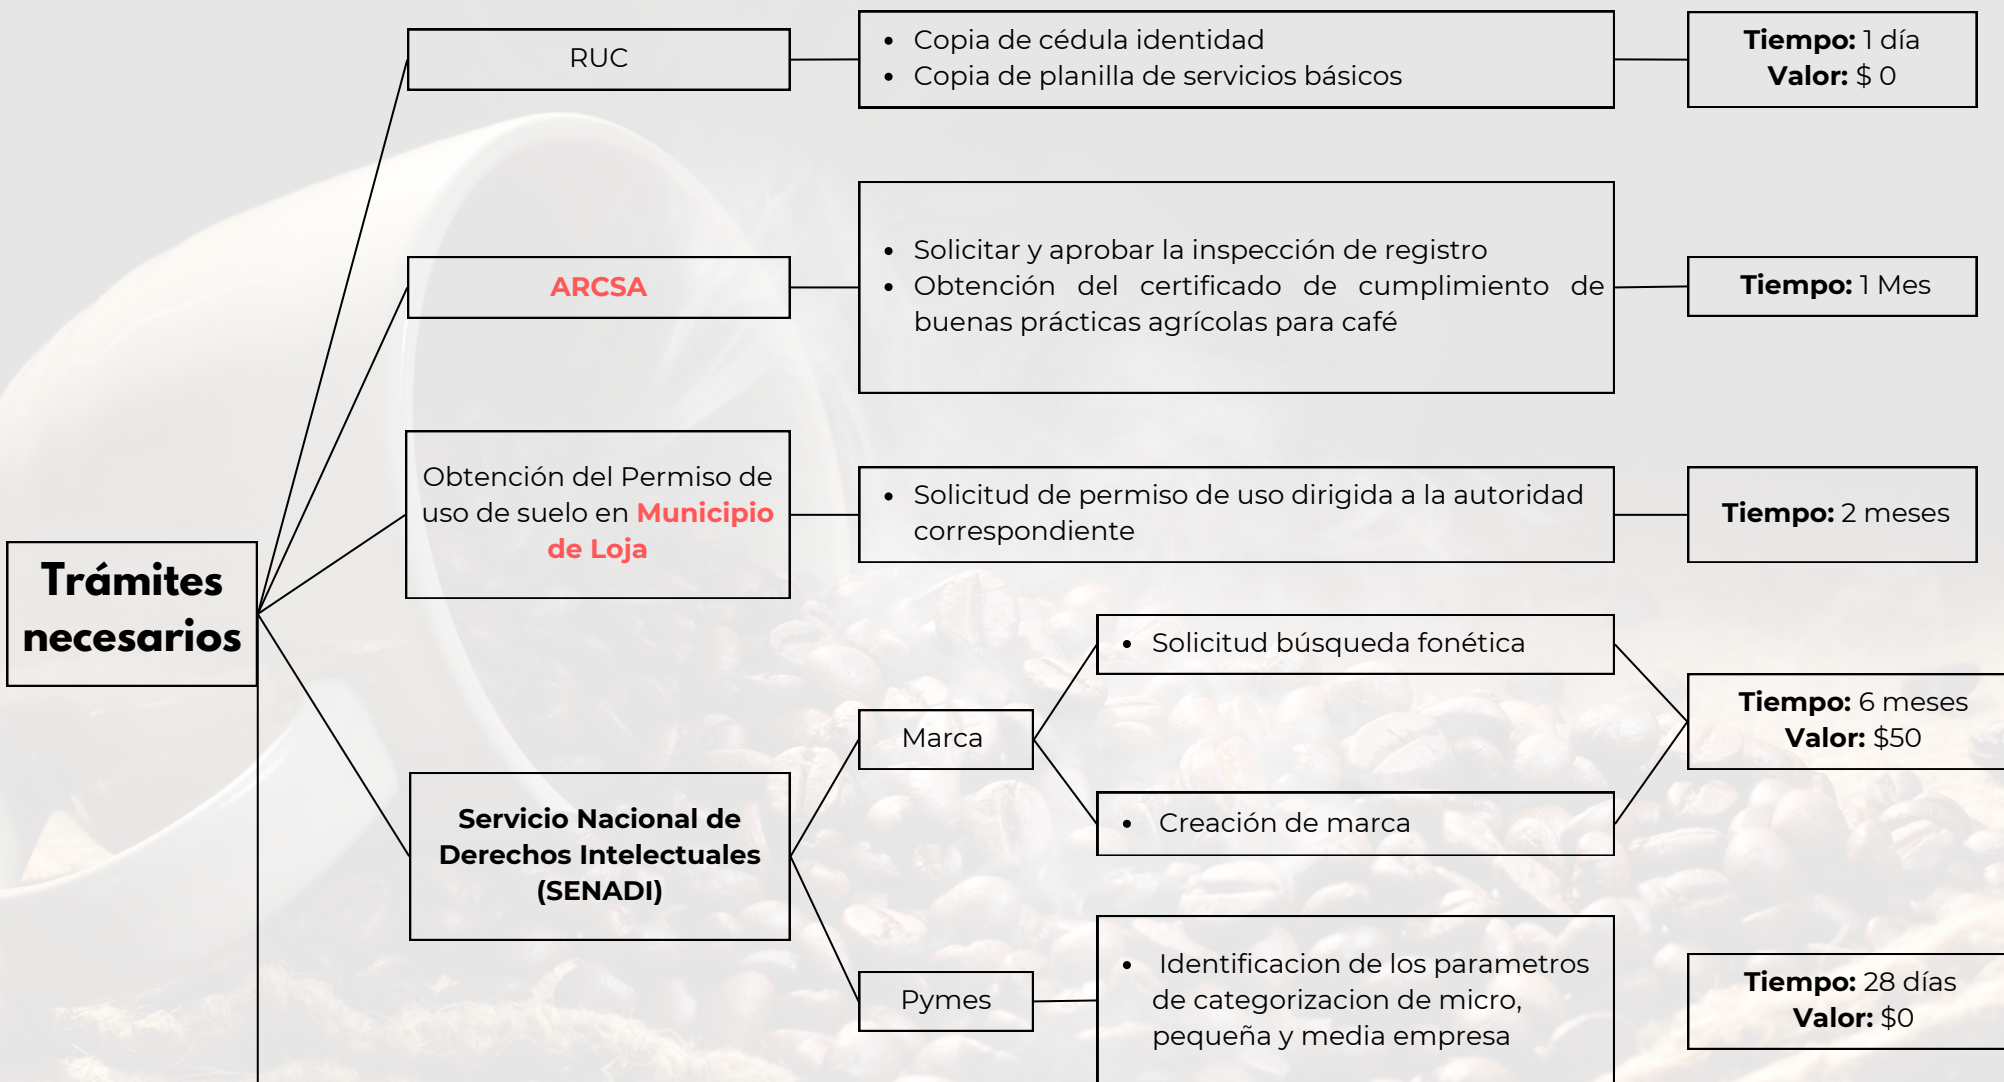 Trámites
necesarios
RUC
• Copia de cédula identidad
• Copia de planilla de servicios básicos
Tiempo: 1 día
Valor: $ 0
ARCSA
• Solicitar y aprobar la inspección de registro
• Obtención del certificado de cumplimiento de
buenas prácticas agrícolas para café
Tiempo: 1 Mes
Obtención del Permiso de
uso de suelo en Municipio
de Loja
• Solicitud de permiso de uso dirigida a la autoridad
correspondiente
Tiempo: 2 meses
Servicio Nacional de
Derechos Intelectuales
(SENADI)
Marca
• Solicitud búsqueda fonética
• Creación de marca
Tiempo: 6 meses
Valor: $50
Pymes
• Identificacion de los parametros
de categorizacion de micro,
pequeña y media empresa
Tiempo: 28 días
Valor: $0